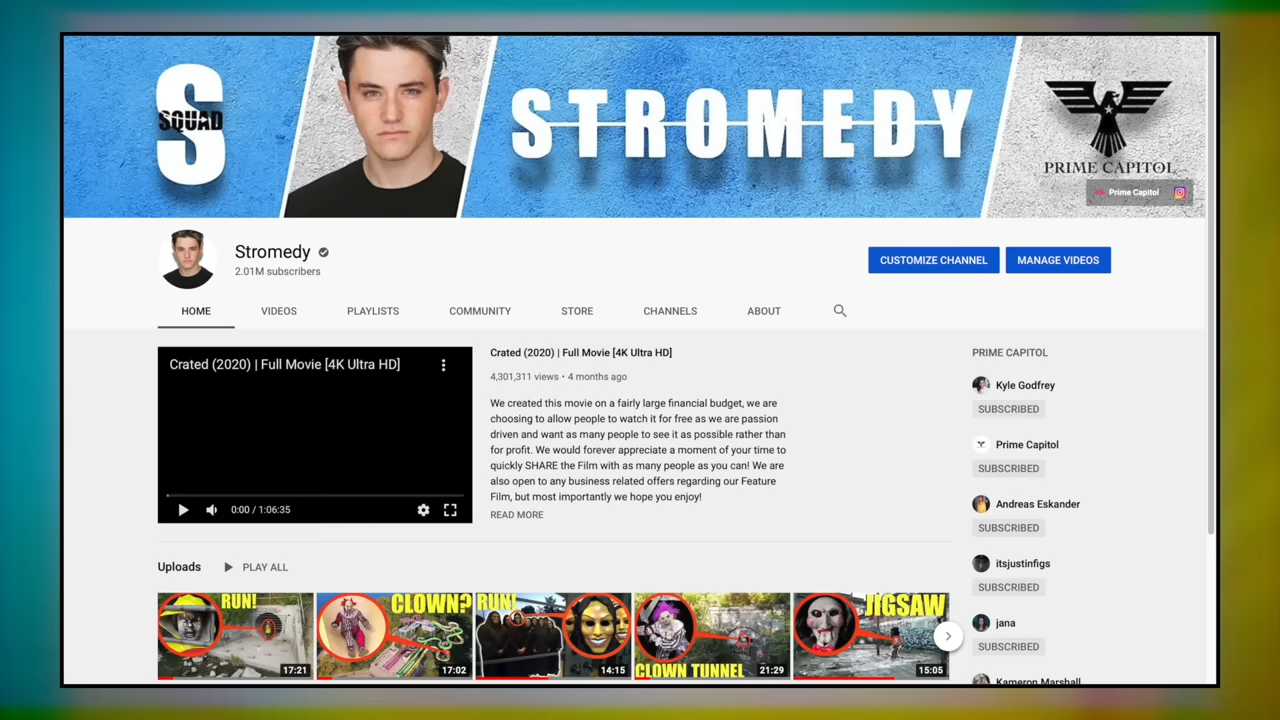 S
SQUAD
STROMEDY
PRIME CAPITOL
Prime Capitol
Stromedy
2.01M subscribers
CUSTOMIZE CHANNEL
MANAGE VIDEOS
HOME
VIDEOS
PLAYLISTS
COMMUNITY
STORE
CHANNELS
ABOUT
Crated (2020) | Full Movie [4K Ultra HD]
0:00 / 1:06:35
Crated (2020) | Full Movie [4K Ultra HD]
4,301,311 views • 4 months ago
We created this movie on a fairly large financial budget, we are
choosing to allow people to watch it for free as we are passion
driven and want as many people to see it as possible rather than
for profit. We would forever appreciate a moment of your time to
quickly SHARE the Film with as many people as you can! We are
also open to any business related offers regarding our Feature
Film, but most importantly we hope you enjoy!
READ MORE
PRIME CAPITOL
Kyle Godfrey
SUBSCRIBED
Prime Capitol
SUBSCRIBED
Andreas Eskander
SUBSCRIBED
itsjustinfigs
SUBSCRIBED
jana
SUBSCRIBED
Kameron Marshall
Uploads
PLAY ALL
RUN!
17:21
CLOWN?
17:02
RUN!
14:15
CLOWN TUNNEL
21:29
JIGSAW
15:05